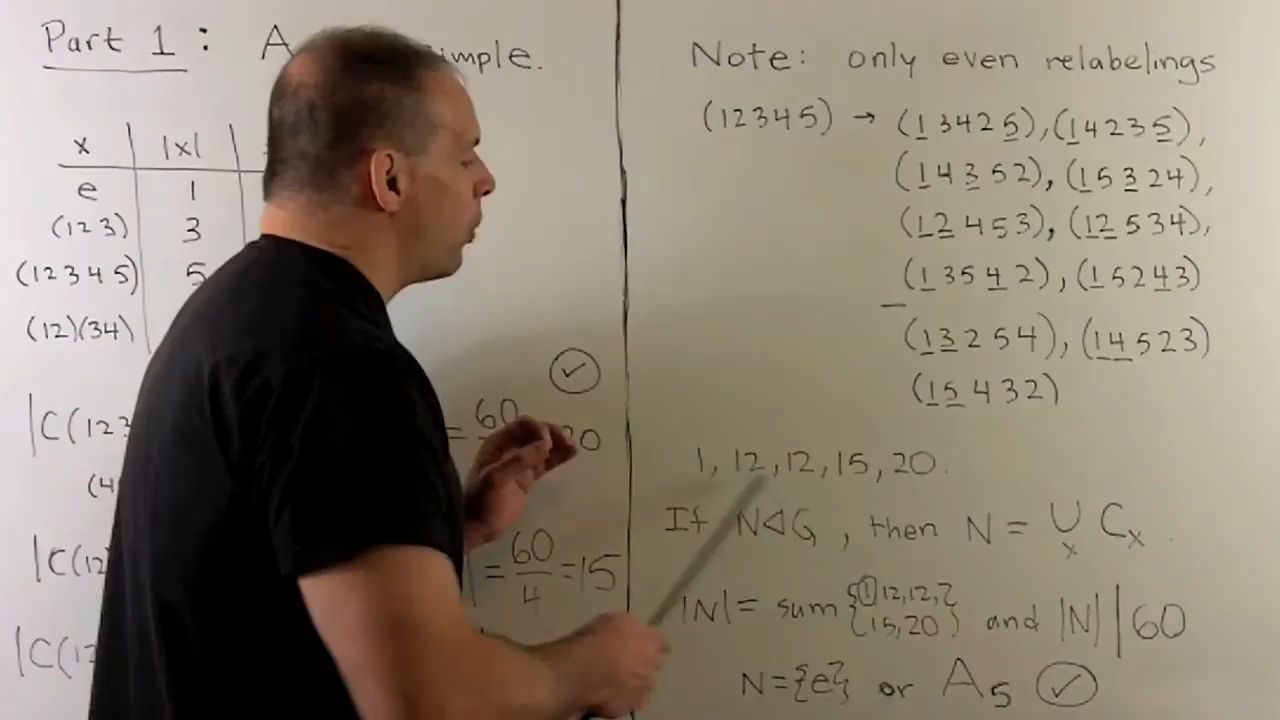 Part 1: A mple.
x |x|
e 1
(123) 3
(12345) 5
(12)(34)
|C(123 = 60 20
(4
|C(12 | = 60/4 = 15
|C(12
Note: only even relabelings
(12345) → (13425), (14235),
(14352), (15324),
(12453), (12534),
(13542), (15243)
(13254), (14523)
(15432)
1, 12, 12, 15, 20.
If N◁G, then N = ∪ₓ Cₓ.
|N| = sum {1, 12, 12, 15, 20} and |N| | 60
N = {e} or A₅ ✓